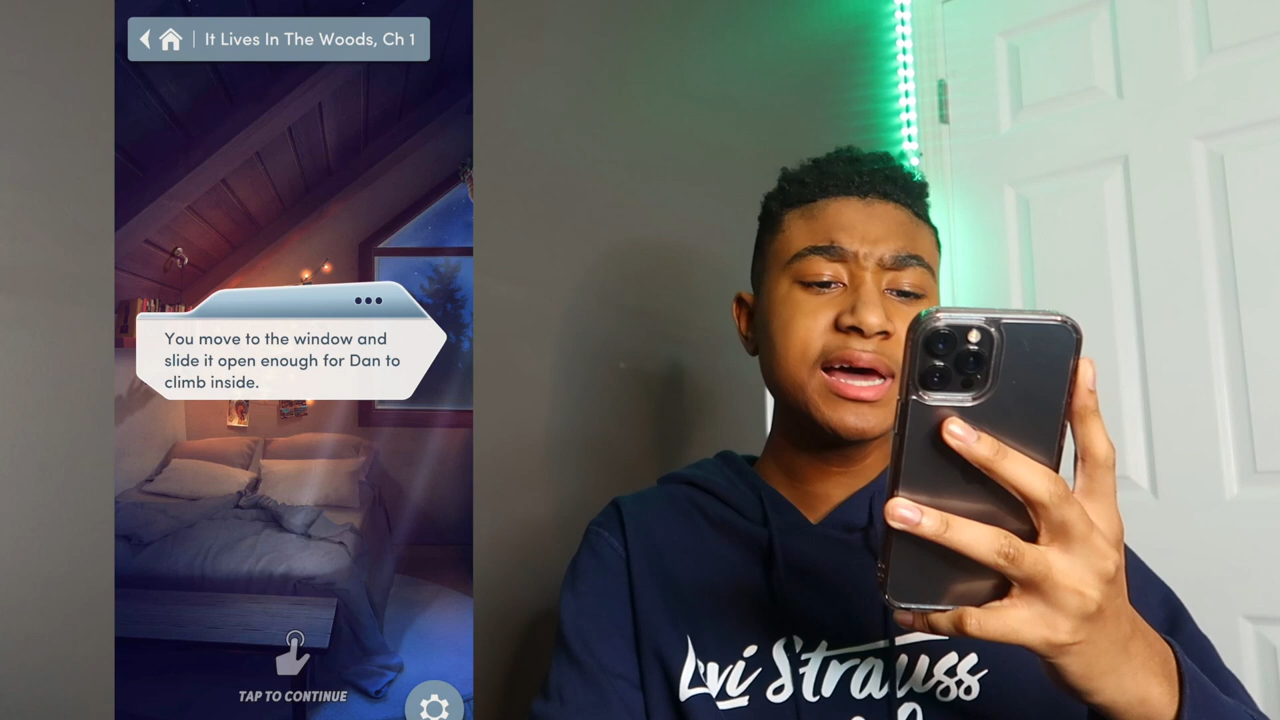 It Lives In The Woods, Ch 1
You move to the window and
slide it open enough for Dan to
climb inside.
TAP TO CONTINUE
Levi Strauss